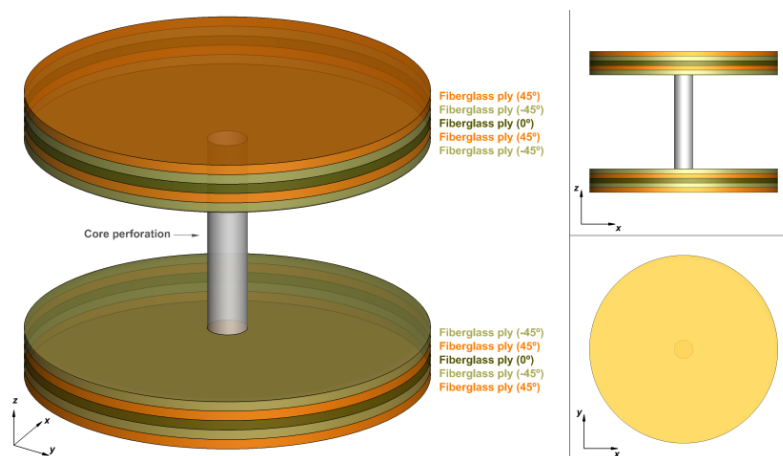 Fiberglass ply (45º)
Fiberglass ply (-45º)
Fiberglass ply (0º)
Fiberglass ply (45º)
Fiberglass ply (-45º)
Core perforation
Fiberglass ply (-45º)
Fiberglass ply (45º)
Fiberglass ply (0º)
Fiberglass ply (-45º)
Fiberglass ply (45º)
z
x
y
z
x
y
x